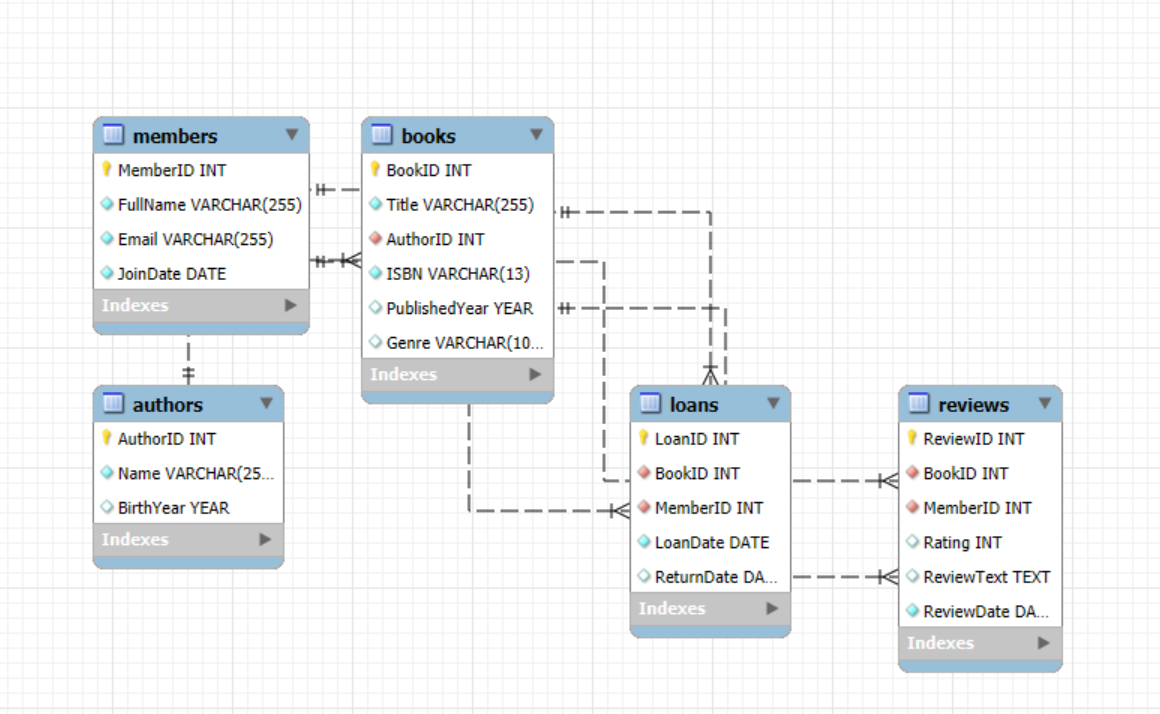 members
MemberID INT
FullName VARCHAR(255)
Email VARCHAR(255)
JoinDate DATE
Indexes
books
BookID INT
Title VARCHAR(255)
AuthorID INT
ISBN VARCHAR(13)
PublishedYear YEAR
Genre VARCHAR(10...
Indexes
authors
AuthorID INT
Name VARCHAR(25...
BirthYear YEAR
Indexes
loans
LoanID INT
BookID INT
MemberID INT
LoanDate DATE
ReturnDate DA...
Indexes
reviews
ReviewID INT
BookID INT
MemberID INT
Rating INT
ReviewText TEXT
ReviewDate DA...
Indexes